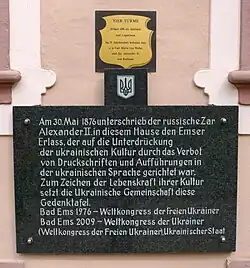 VIER TÜRME
Am 30. Mai 1876 unterschrieb der russische Zar
Alexander II. in diesem Hause den Emser
Erlass, der auf die Unterdrückung
der ukrainischen Kultur durch das Verbot
von Druckschriften und Aufführungen in
der ukrainischen Sprache gerichtet war.
Zum Zeichen der Lebenskraft ihrer Kultur
setzt die Ukrainische Gemeinschaft diese
Gedenktafel.
Bad Ems 1976 – Weltkongress der Freien Ukrainer
Bad Ems 2009 – Weltkongress der Ukrainer
(Weltkongress der Freien Ukrainer), Ukrainischer Staat